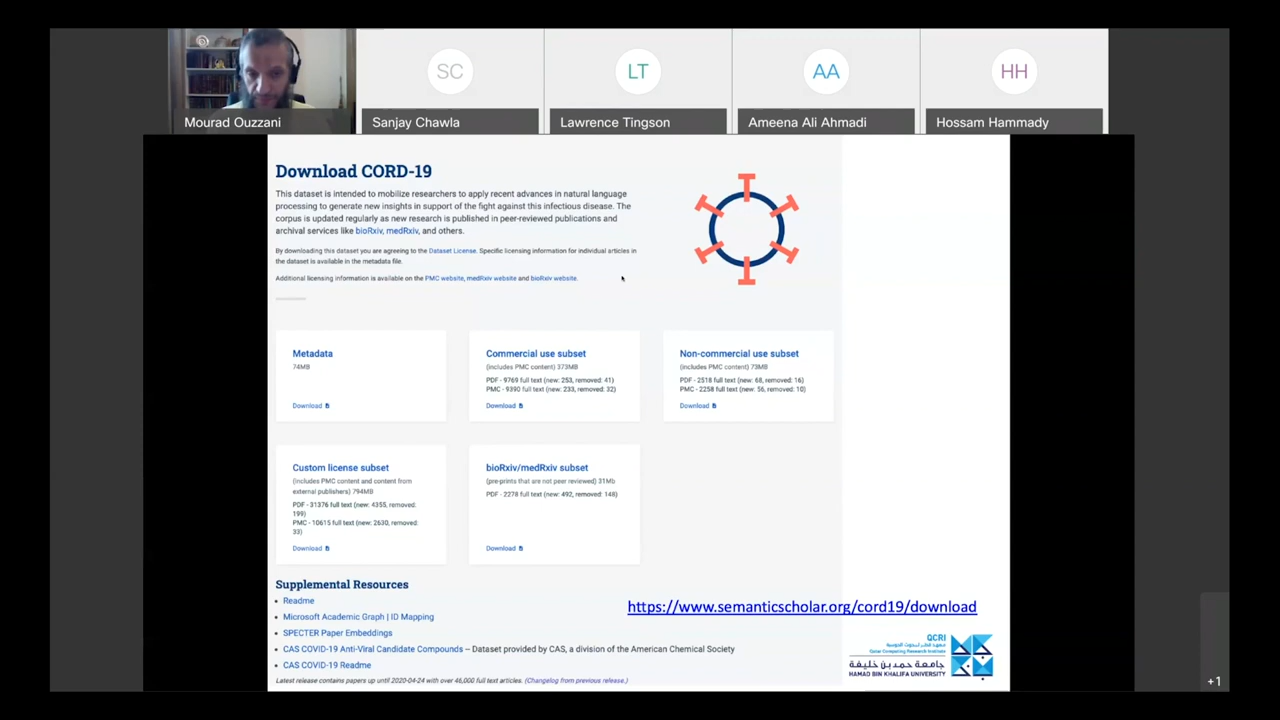 SC
LT
AA
HH
Mourad Ouzzani
Sanjay Chawla
Lawrence Tingson
Ameena Ali Ahmadi
Hossam Hammady
Download CORD-19
This dataset is intended to mobilize researchers to apply recent advances in natural language
processing to generate new insights in support of the fight against this infectious disease. The
corpus is updated regularly as new research is published in peer-reviewed publications and
archival services like bioRxiv, medRxiv, and others.
By downloading this dataset you are agreeing to the Dataset License. Specific licensing information for individual articles in
the dataset is available in the metadata file.
Additional licensing information is available on the PMC website, medRxiv website and bioRxiv website.
Metadata
74MB
Download
Commercial use subset
(includes PMC content) 373MB
PDF - 9769 full text (new: 253, removed: 41)
PMC - 9390 full text (new: 233, removed: 32)
Download
Non-commercial use subset
(includes PMC content) 73MB
PDF - 2518 full text (new: 68, removed: 16)
PMC - 2258 full text (new: 56, removed: 10)
Download
Custom license subset
(includes PMC content and content from
external publishers) 794MB
PDF - 31376 full text (new: 4355, removed:
199)
PMC - 10615 full text (new: 2630, removed:
33)
Download
bioRxiv/medRxiv subset
(pre-prints that are not peer reviewed) 31Mb
PDF - 2278 full text (new: 492, removed: 148)
Download
Supplemental Resources
Readme
Microsoft Academic Graph | ID Mapping
SPECTER Paper Embeddings
CAS COVID-19 Anti-Viral Candidate Compounds – Dataset provided by CAS, a division of the American Chemical Society
CAS COVID-19 Readme
Latest release contains papers up until 2020-04-24 with over 46,000 full text articles. (Changelog from previous release.)
https://www.semanticscholar.org/cord19/download
QCRI
معهد قطر لبحوث الحوسبة
Qatar Computing Research Institute
جامعة حمد بن خليفة
HAMAD BIN KHALIFA UNIVERSITY
+1